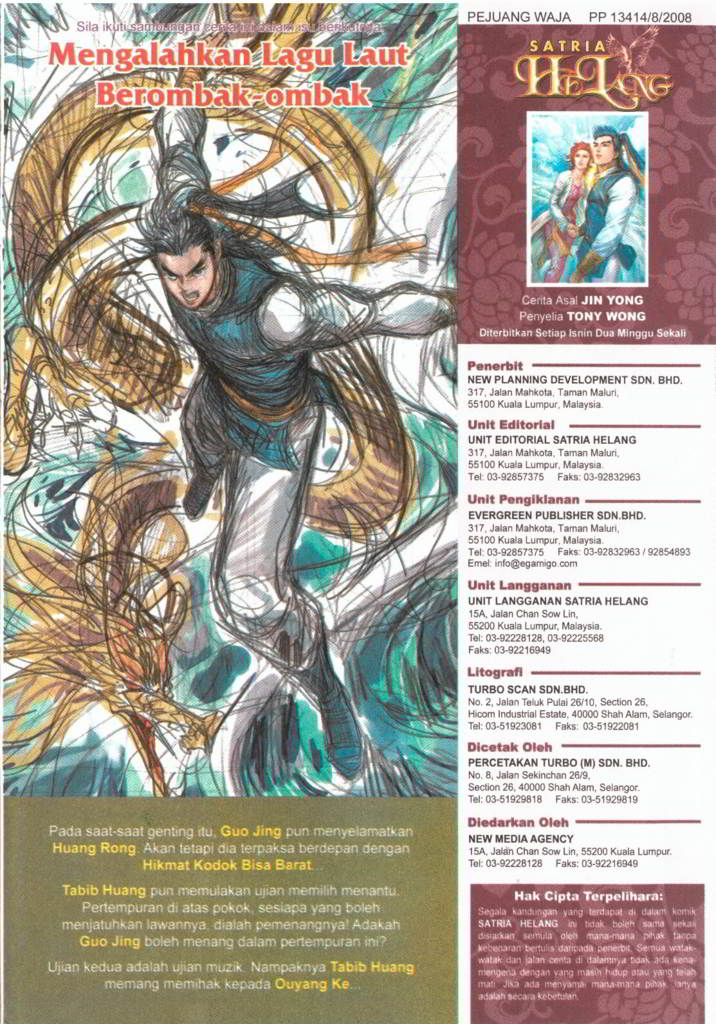 Sila ikuti sambungan cerita ini dalam isu berikutnya.
Mengalahkan Lagu Laut
Berombak-ombak
Pada saat-saat genting itu, Guo Jing pun menyelamatkan
Huang Rong. Akan tetapi dia terpaksa berdepan dengan
Hikmat Kodok Bisa Barat...
Tabib Huang pun memulakan ujian memilih menantu.
Pertempuran di atas pokok, sesiapa yang boleh
menjatuhkan lawannya, dialah pemenangnya! Adakah
Guo Jing boleh menang dalam pertempuran ini?
Ujian kedua adalah ujian muzik. Nampaknya Tabib Huang
memang memihak kepada Ouyang Ke...
PEJUANG WAJA PP 13414/8/2008
SATRIA
HELANG
Cerita Asal JIN YONG
Penyelia TONY WONG
Diterbitkan Setiap Isnin Dua Minggu Sekali
Penerbit
NEW PLANNING DEVELOPMENT SDN. BHD.
317, Jalan Mahkota, Taman Maluri,
55100 Kuala Lumpur, Malaysia.
Unit Editorial
UNIT EDITORIAL SATRIA HELANG
317, Jalan Mahkota, Taman Maluri,
55100 Kuala Lumpur, Malaysia.
Tel: 03-92857375 Faks: 03-92832963
Unit Pengiklanan
EVERGREEN PUBLISHER SDN.BHD.
317, Jalan Mahkota, Taman Maluri,
55100 Kuala Lumpur, Malaysia.
Tel: 03-92857375 Faks: 03-92832963 / 92854893
Emel: info@egamigo.com
Unit Langganan
UNIT LANGGANAN SATRIA HELANG
15A, Jalan Chan Sow Lin,
55200 Kuala Lumpur, Malaysia.
Tel: 03-92228128, 03-92225568
Faks: 03-92216949
Litografi
TURBO SCAN SDN.BHD.
No. 2, Jalan Teluk Pulai 26/10, Section 26,
Hicom Industrial Estate, 40000 Shah Alam, Selangor.
Tel: 03-51923081 Faks: 03-51922081
Dicetak Oleh
PERCETAKAN TURBO (M) SDN. BHD.
No. 8, Jalan Sekinchan 26/9,
Section 26, 40000 Shah Alam, Selangor.
Tel: 03-51929818 Faks: 03-51929819
Diedarkan Oleh
NEW MEDIA AGENCY
15A, Jalan Chan Sow Lin, 55200 Kuala Lumpur.
Tel: 03-92228128 Faks: 03-92216949
Hak Cipta Terpelihara:
Segala kandungan yang terdapat di dalam komik
SATRIA HELANG ini tidak boleh sama sekali
disiarkan semula oleh mana-mana pihak tanpa
kebenaran bertulis daripada penerbit. Semua watak-
watak dan jalan cerita di dalamnya tidak ada kena-
mengena dengan yang masih hidup atau yang telah
mati. Jika ada menyamai mana-mana pihak, ianya
adalah secara kebetulan.